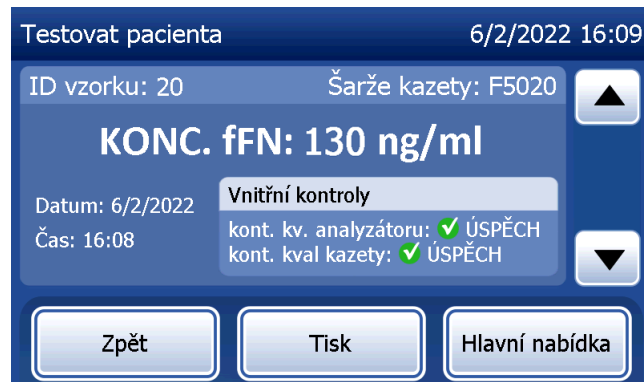 Testovat pacienta 6/2/2022 16:09
ID vzorku: 20 Šarže kazety: F5020
KONC. fFN: 130 ng/ml
Datum: 6/2/2022
Čas: 16:08
Vnitřní kontroly
kont. kv. analyzátoru: ÚSPĚCH
kont. kval kazety: ÚSPĚCH
Zpět Tisk Hlavní nabídka